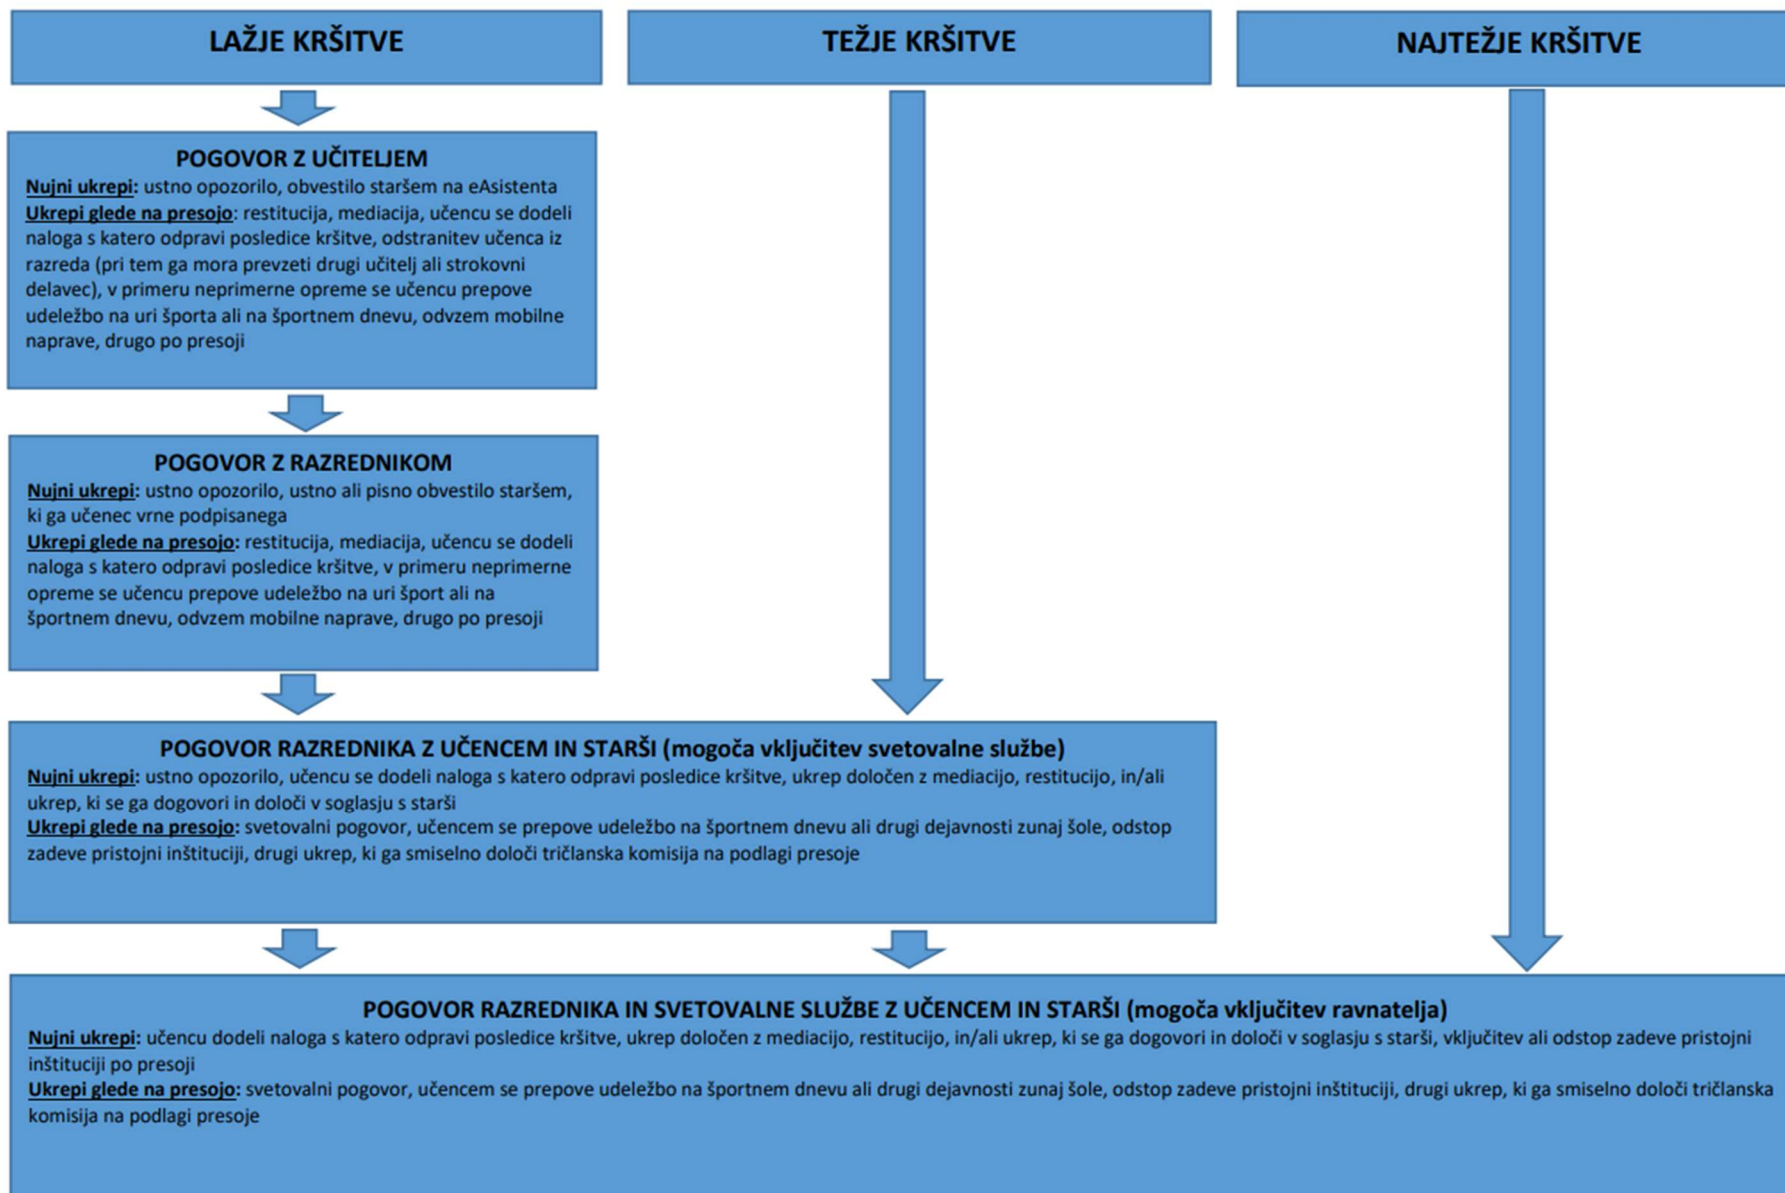 LAŽJE KRŠITVE
TEŽJE KRŠITVE
NAJTEŽJE KRŠITVE
POGOVOR Z UČITELJEM
Nujni ukrepi: ustno opozorilo, obvestilo staršem na eAsistenta
Ukrepi glede na presojo: restitucija, mediacija, učencu se dodeli
naloga s katero odpravi posledice kršitve, odstranitev učenca iz
razreda (pri tem ga mora prevzeti drugi učitelj ali strokovni
delavec), v primeru neprimerne opreme se učencu prepove
udeležbo na uri športa ali na športnem dnevu, odvzem mobilne
naprave, drugo po presoji
POGOVOR Z RAZREDNIKOM
Nujni ukrepi: ustno opozorilo, ustno ali pisno obvestilo staršem,
ki ga učenec vrne podpisanega
Ukrepi glede na presojo: restitucija, mediacija, učencu se dodeli
naloga s katero odpravi posledice kršitve, v primeru neprimerne
opreme se učencu prepove udeležbo na uri šport ali na
športnem dnevu, odvzem mobilne naprave, drugo po presoji
POGOVOR RAZREDNIKA Z UČENCEM IN STARŠI (mogoča vključitev svetovalne službe)
Nujni ukrepi: ustno opozorilo, učencu se dodeli naloga s katero odpravi posledice kršitve, ukrep določen z mediacijo, restitucijo, in/ali
ukrep, ki se ga dogovori in določi v soglasju s starši
Ukrepi glede na presojo: svetovalni pogovor, učencem se prepove udeležbo na športnem dnevu ali drugi dejavnosti zunaj šole, odstop
zadeve pristojni inštituciji, drugi ukrep, ki ga smiselno določi tričlanska komisija na podlagi presoje
POGOVOR RAZREDNIKA IN SVETOVALNE SLUŽBE Z UČENCEM IN STARŠI (mogoča vključitev ravnatelja)
Nujni ukrepi: učencu dodeli naloga s katero odpravi posledice kršitve, ukrep določen z mediacijo, restitucijo, in/ali ukrep, ki se ga dogovori in določi v soglasju s starši, vključitev ali odstop zadeve pristojni
inštituciji po presoji
Ukrepi glede na presojo: svetovalni pogovor, učencem se prepove udeležbo na športnem dnevu ali drugi dejavnosti zunaj šole, odstop zadeve pristojni inštituciji, drugi ukrep, ki ga smiselno določi tričlanska
komisija na podlagi presoje